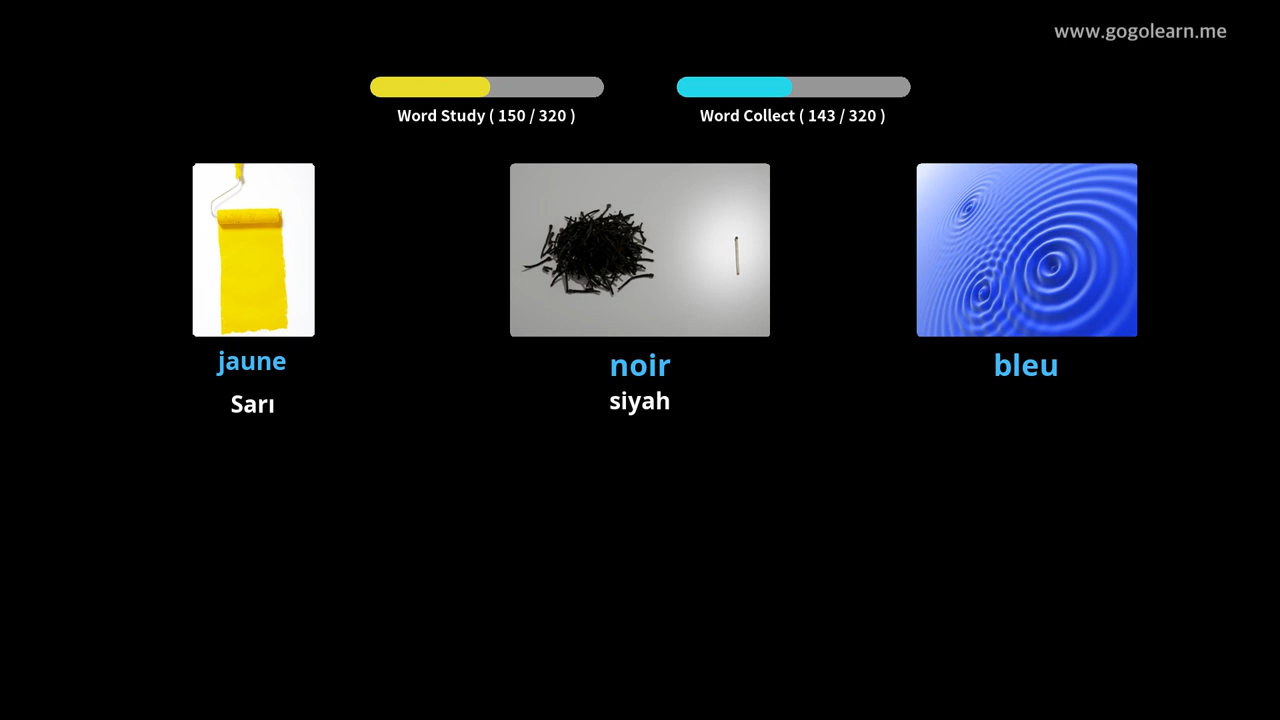 www.gogolearn.me
Word Study ( 150 / 320 )
Word Collect ( 143 / 320 )
jaune
Sarı
noir
siyah
bleu